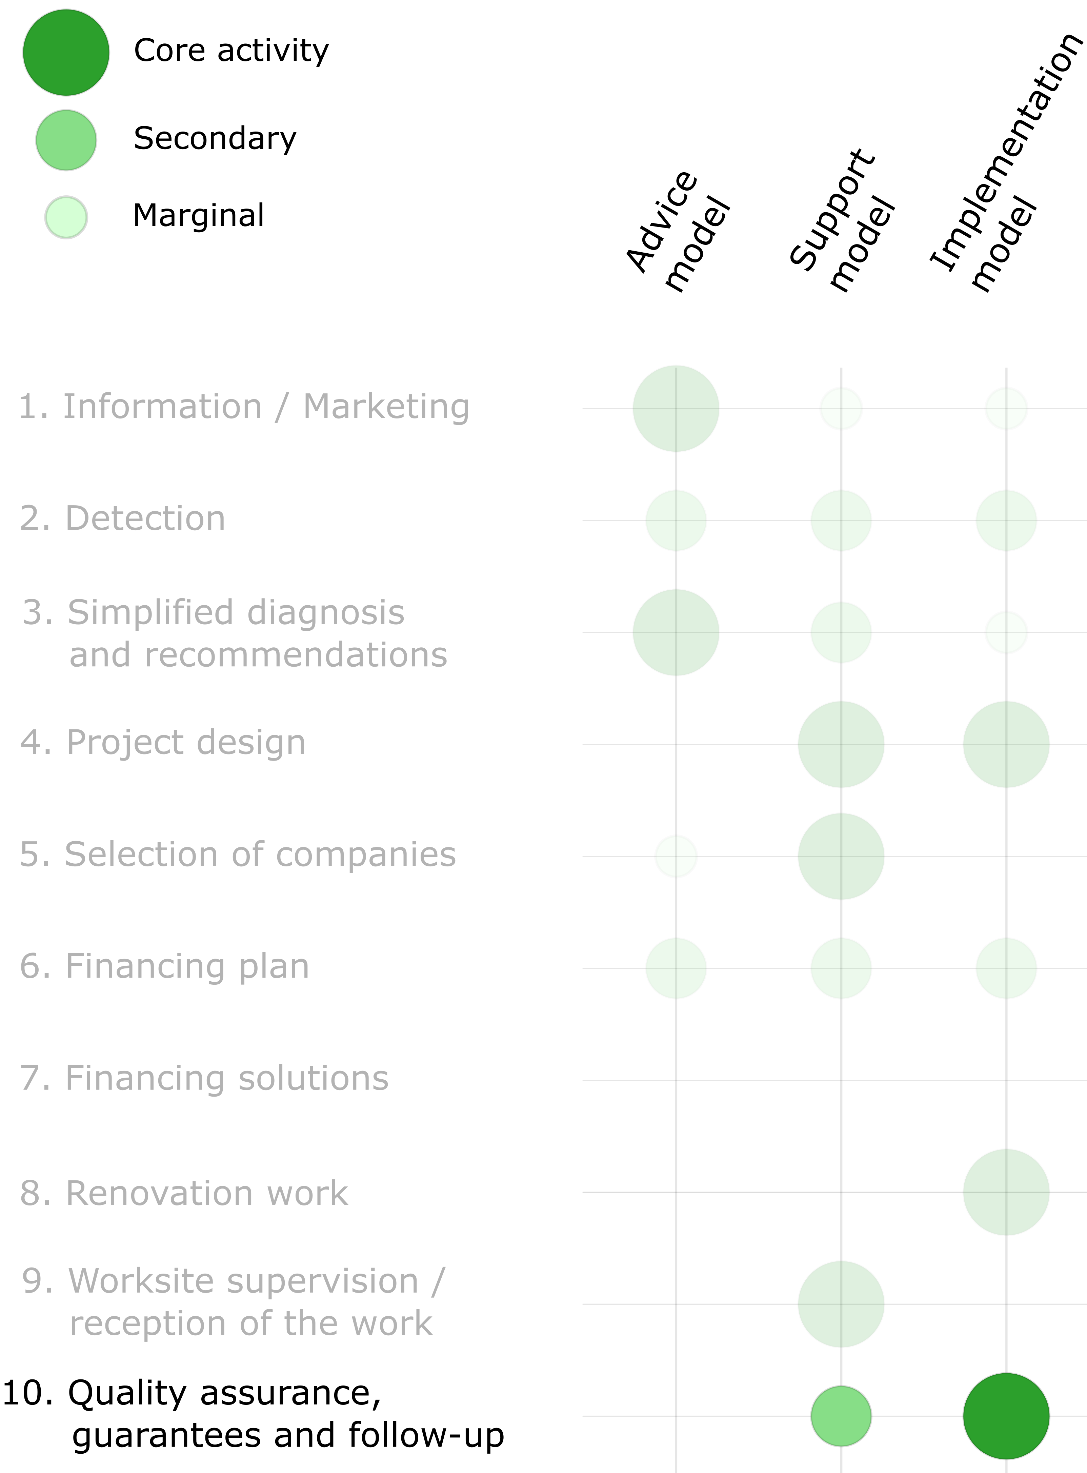 Core activity
Secondary
Marginal
Advice
model
Support
model
Implementation
model
1. Information / Marketing
2. Detection
3. Simplified diagnosis
and recommendations
4. Project design
5. Selection of companies
6. Financing plan
7. Financing solutions
8. Renovation work
9. Worksite supervision /
reception of the work
10. Quality assurance,
guarantees and follow-up